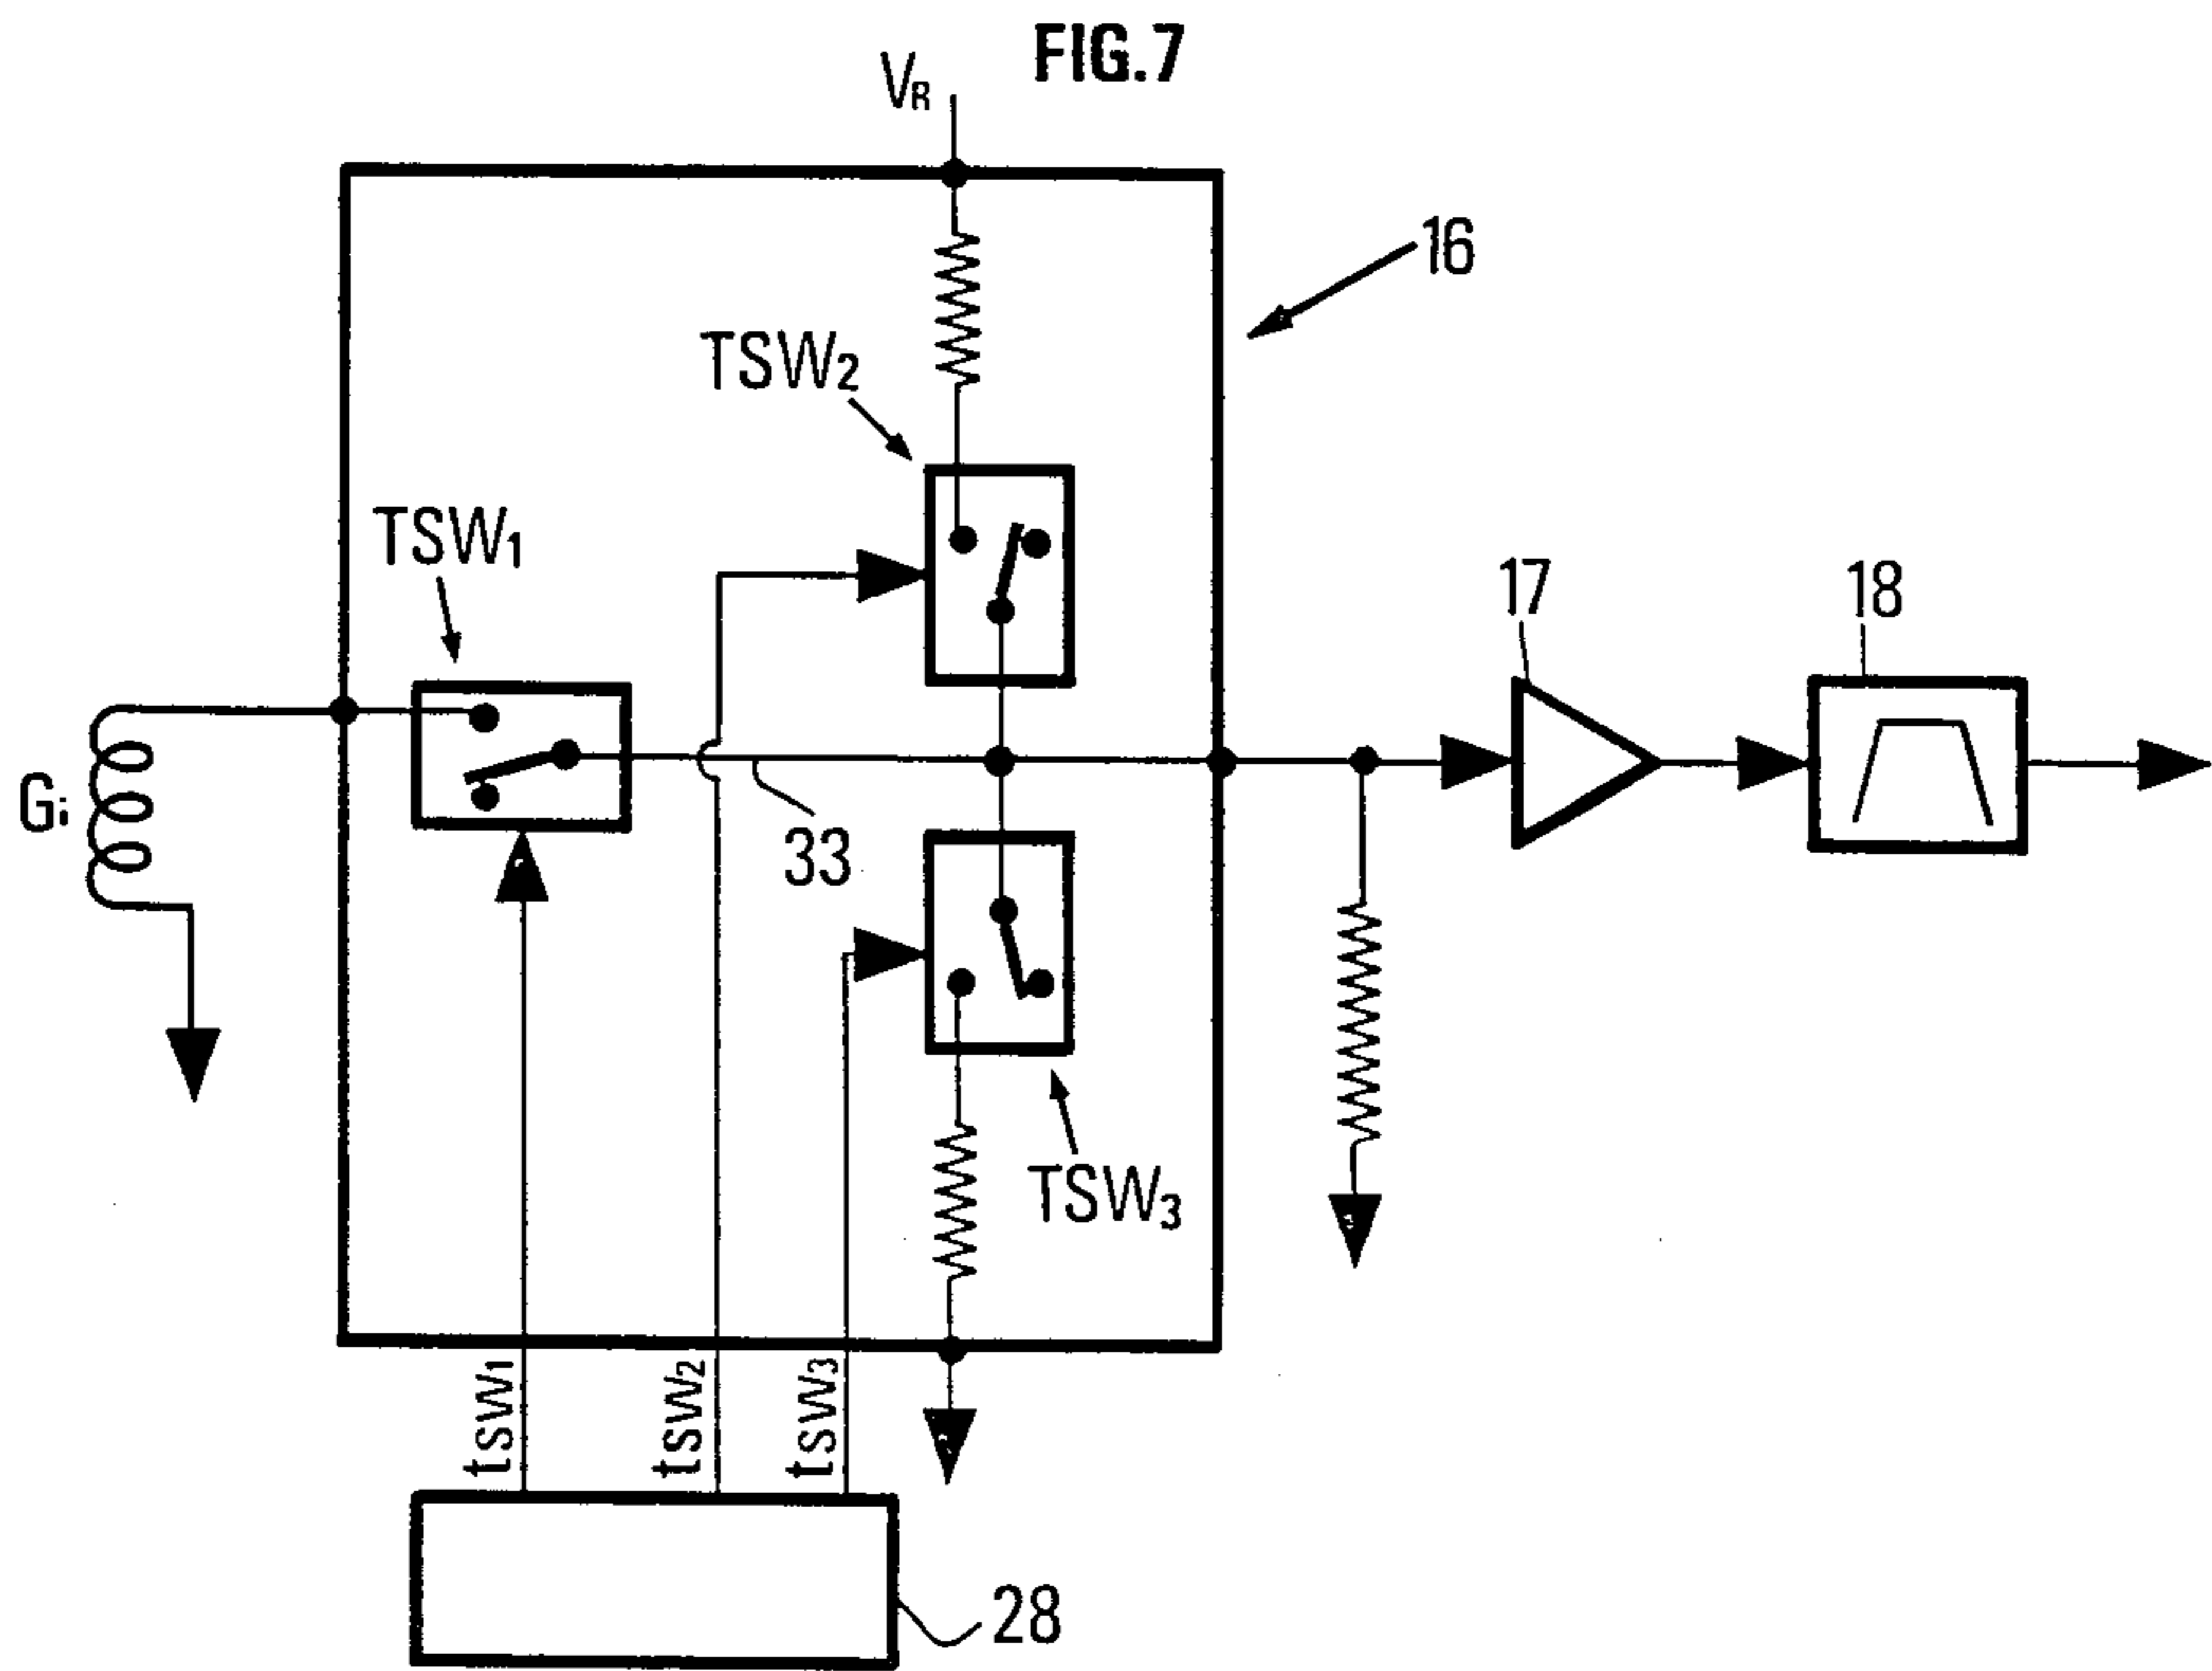 FIG.7
VR
16
TSW2
TSW1
17
18
Gi
33
TSW3
tSW1
tSW2
tSW3
28